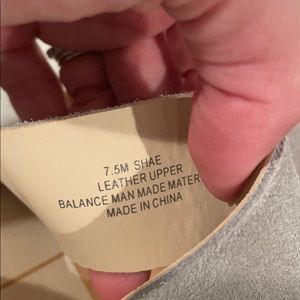 7.5M SHAE
LEATHER UPPER
BALANCE MAN MADE MATER
MADE IN CHINA